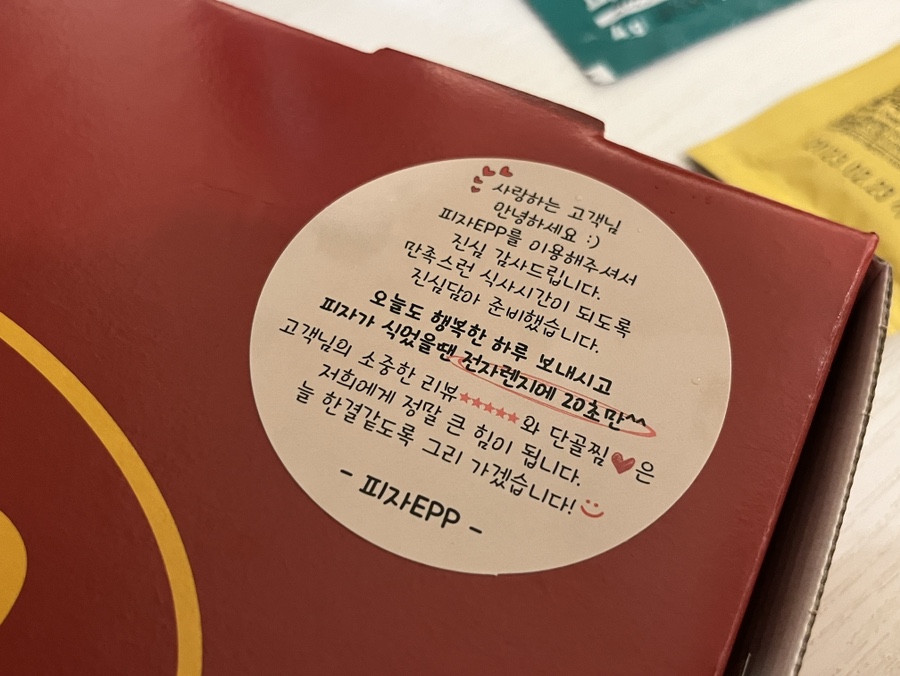 사랑하는 고객님
안녕하세요 :)
피자EPP를 이용해주셔서
진심 감사드립니다.
만족스런 식사시간이 되도록
진심담아 준비했습니다.
오늘도 행복한 하루 보내시고
피자가 식었을땐 전자렌지에 20초만^^
고객님의 소중한 리뷰★★★★★와 단골찜♥은
저희에게 정말 큰 힘이 됩니다.
늘 한결같도록 그리 가겠습니다!
- 피자EPP -
4g